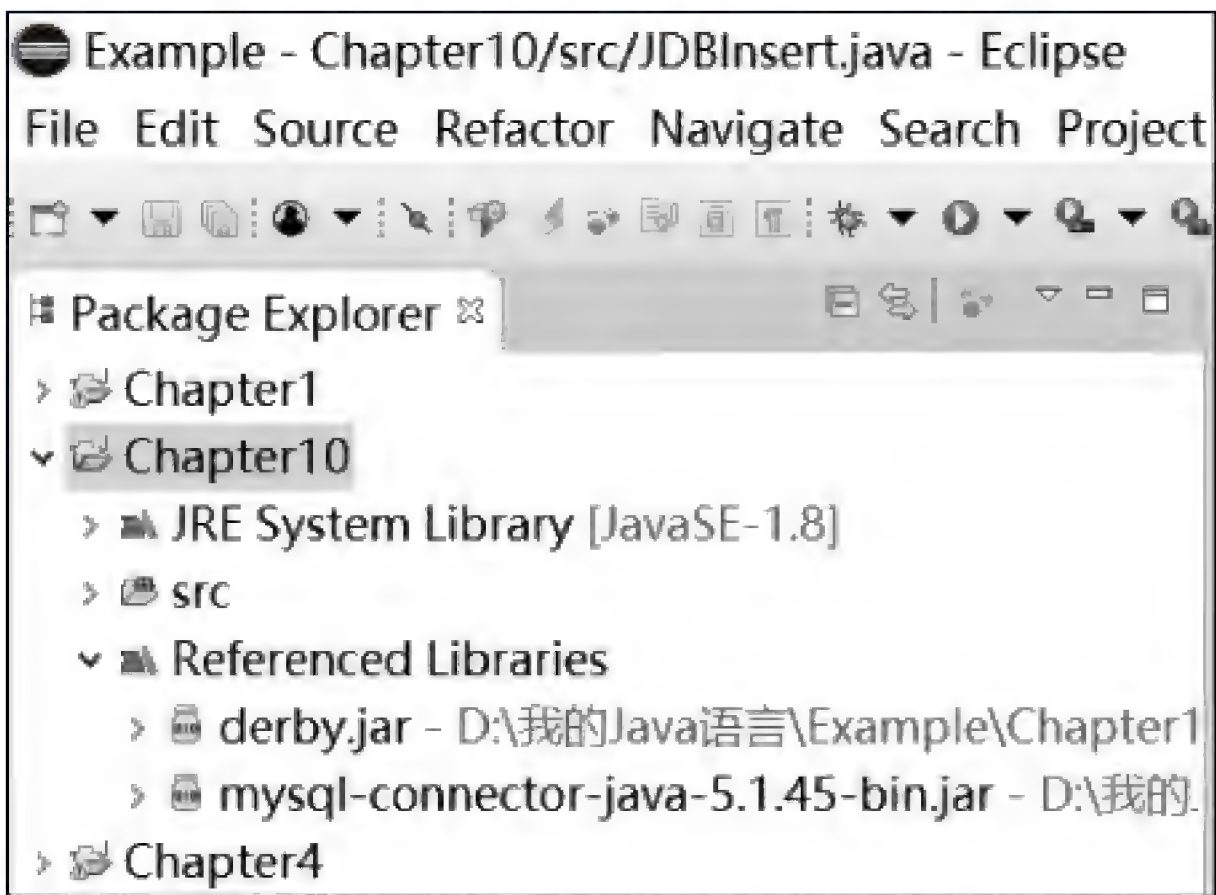 Example - Chapter10/src/JDBInsert.java - Eclipse
File Edit Source Refactor Navigate Search Project
Package Explorer
Chapter1
Chapter10
JRE System Library [JavaSE-1.8]
src
Referenced Libraries
derby.jar - D:\我的Java语言\Example\Chapter1
mysql-connector-java-5.1.45-bin.jar - D:\我的.
Chapter4